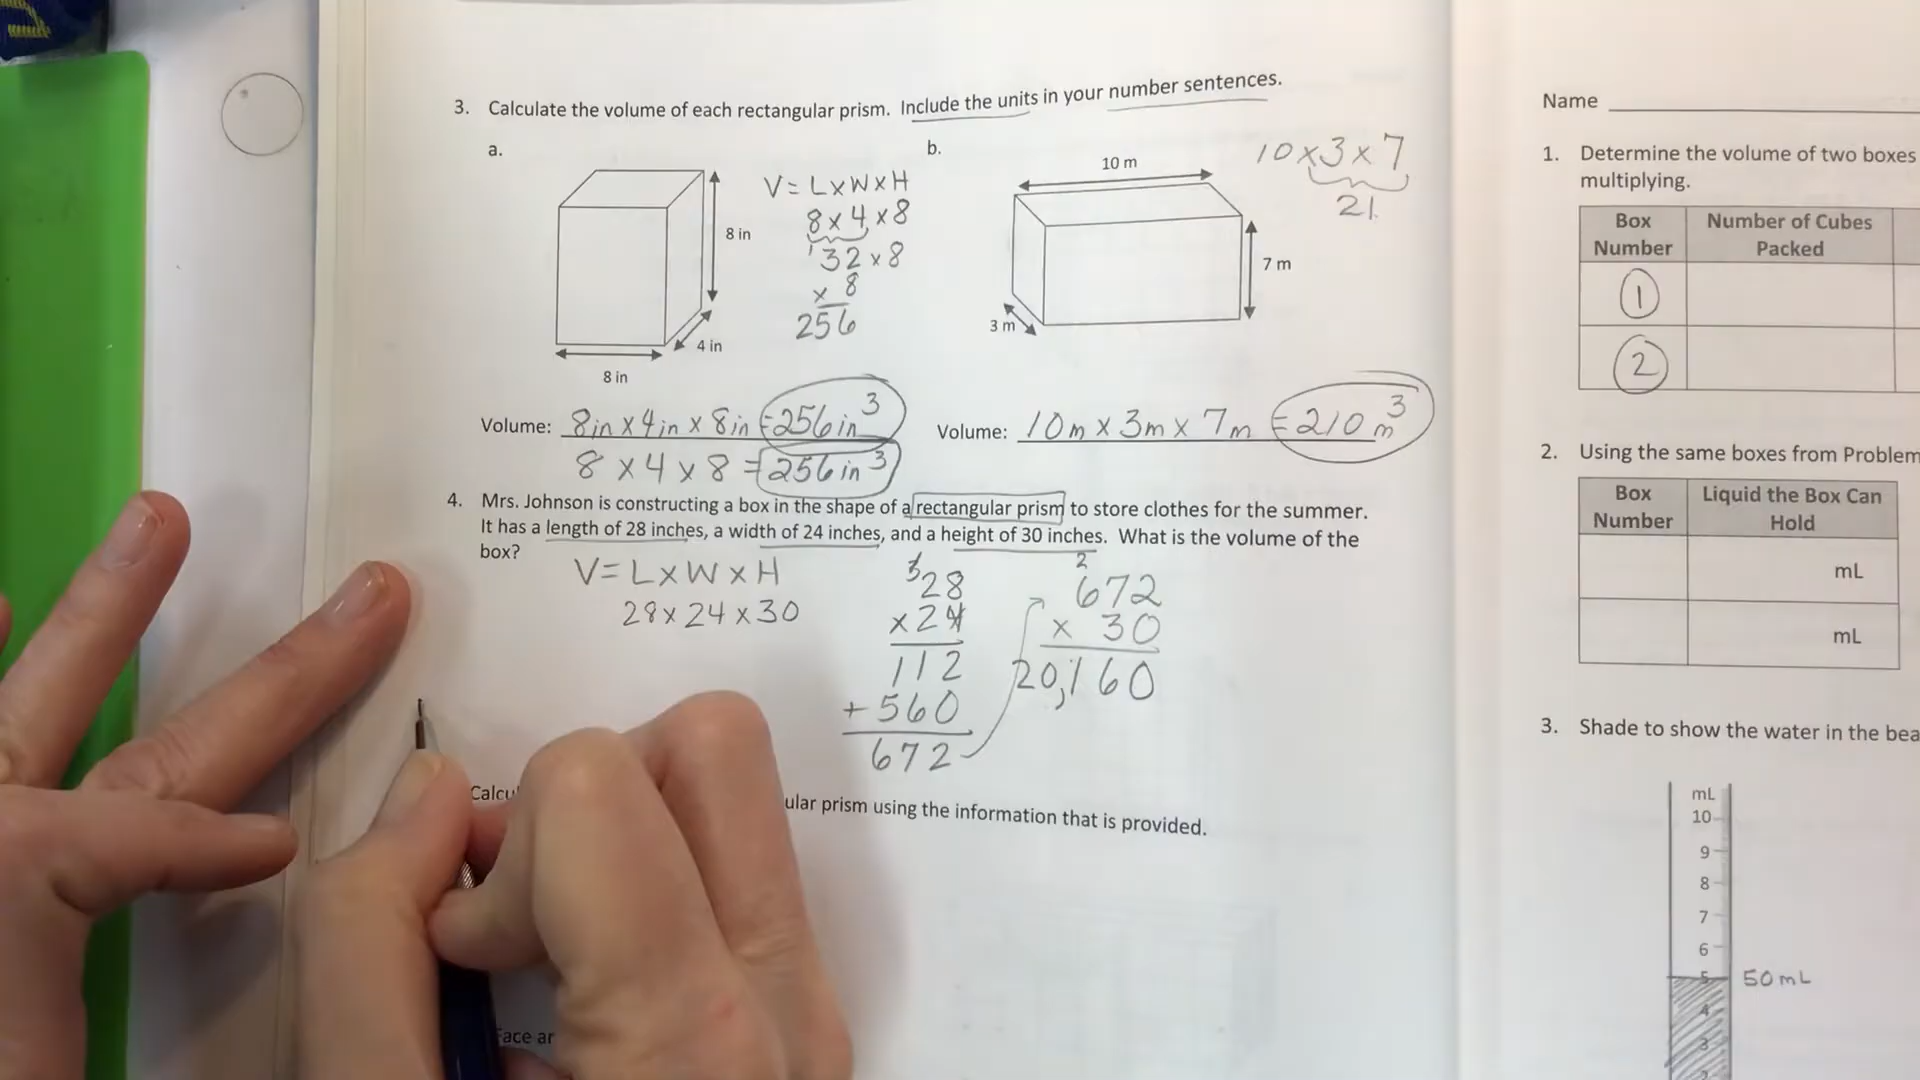 3. Calculate the volume of each rectangular prism. Include the units in your number sentences.
a.
8 in
4 in
8 in
V = L x W x H
8 x 4 x 8
1
32 x 8
x 8
256
b.
10 m
7 m
3 m
10 x 3 x 7
21
Volume: 8in x 4in x 8in = 256in³
8 x 4 x 8 = 256in³
Volume: 10m x 3m x 7m = 210 m³
4. Mrs. Johnson is constructing a box in the shape of a rectangular prism to store clothes for the summer.
It has a length of 28 inches, a width of 24 inches, and a height of 30 inches. What is the volume of the
box?
V = L x W x H
28 x 24 x 30
28
x 24
112
+ 560
672
2
672
x 30
20,160
ular prism using the information that is provided.
Name
1. Determine the volume of two boxes
multiplying.
Box Number
Number of Cubes Packed
1
2
2. Using the same boxes from Problem
Box Number
Liquid the Box Can Hold
mL
mL
3. Shade to show the water in the
mL
10
9
8
7
6
5
4
3
50 mL